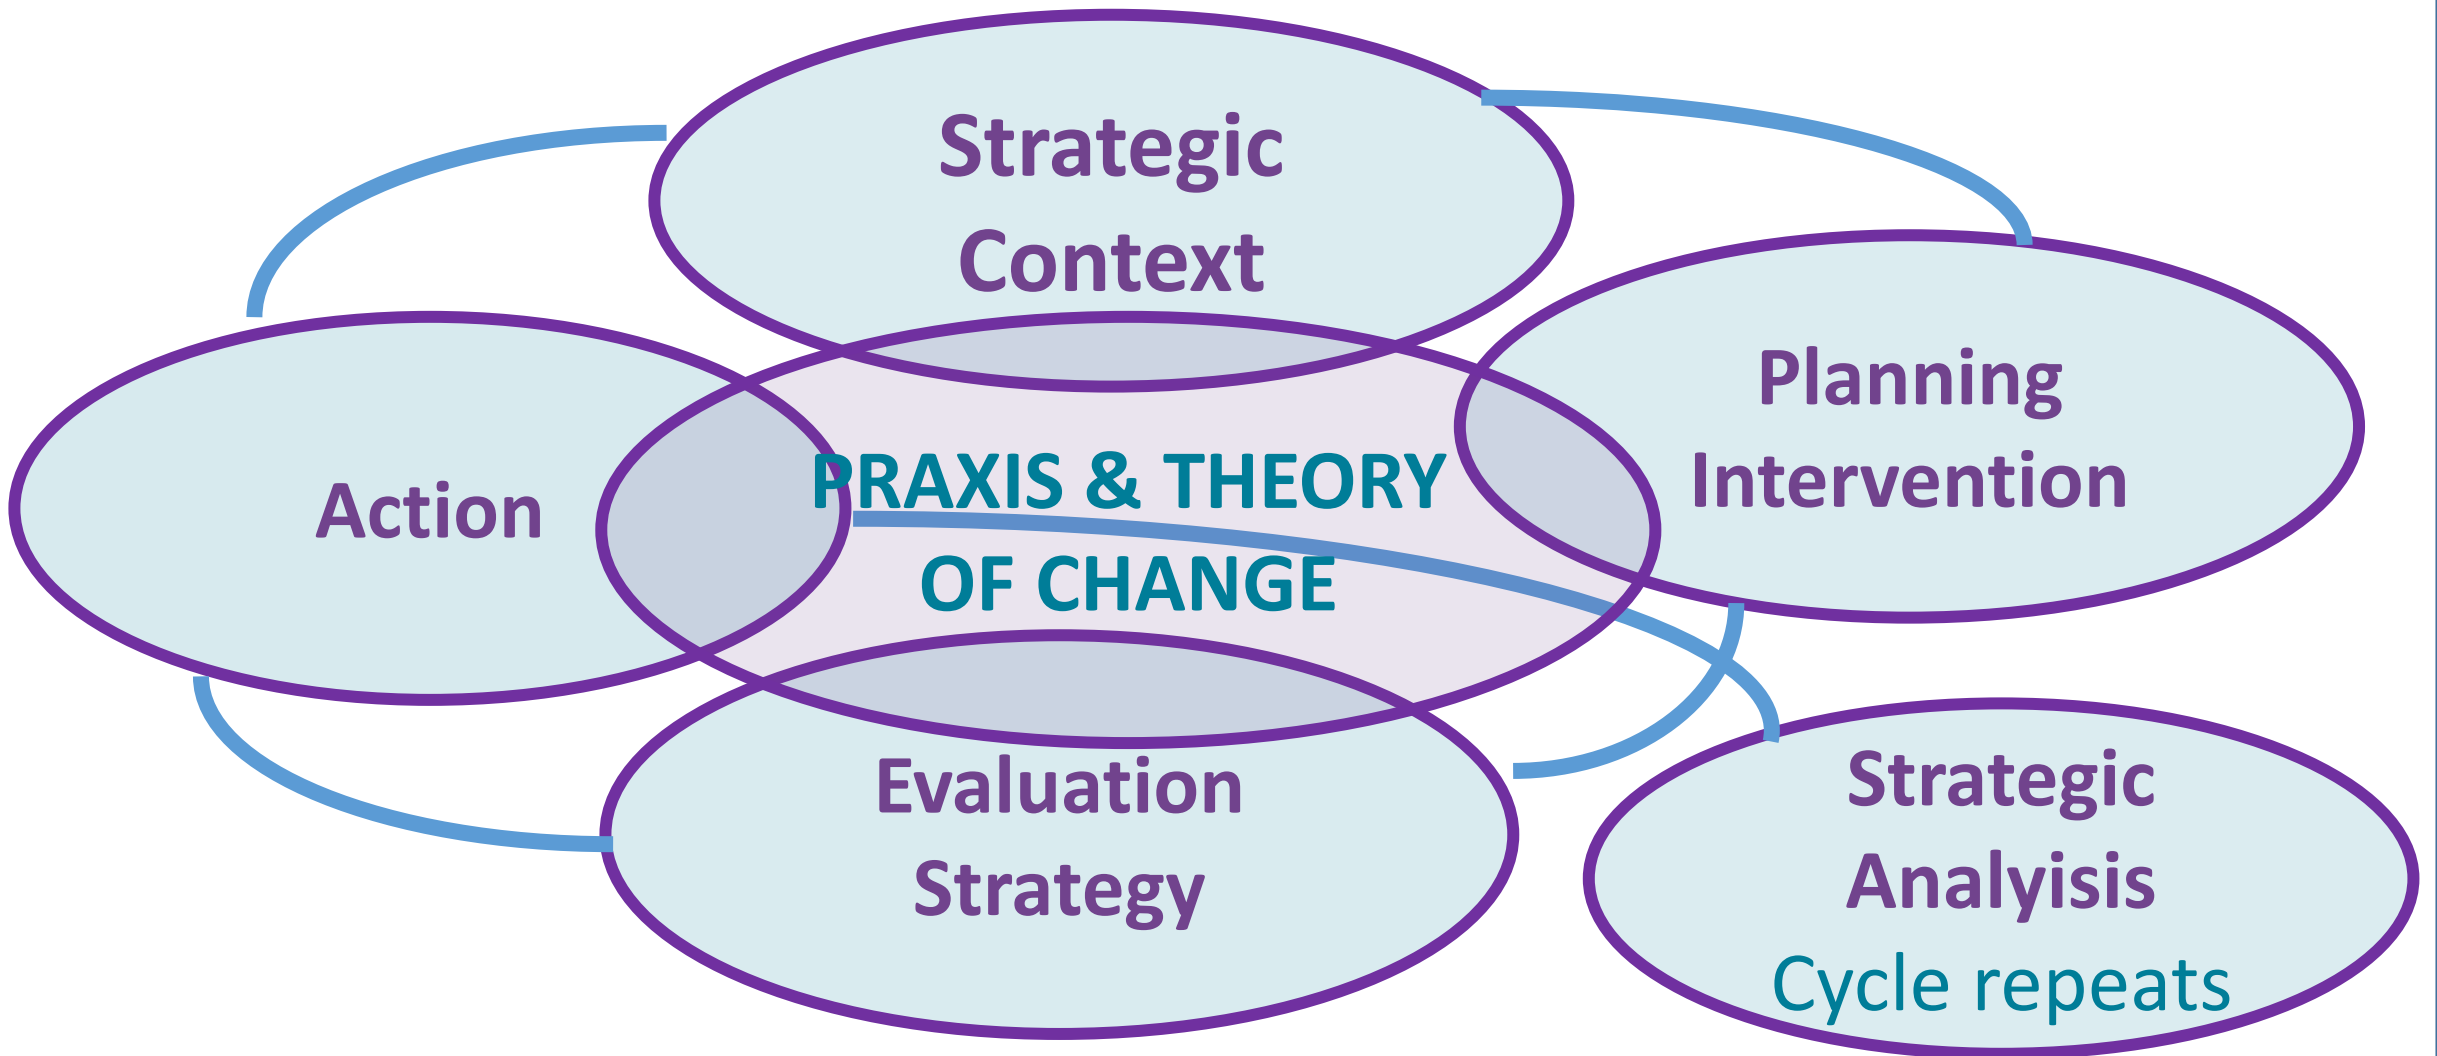 Strategic
Context
Planning
Intervention
Action
PRAXIS & THEORY
OF CHANGE
Evaluation
Strategy
Strategic
Analyisis
Cycle repeats